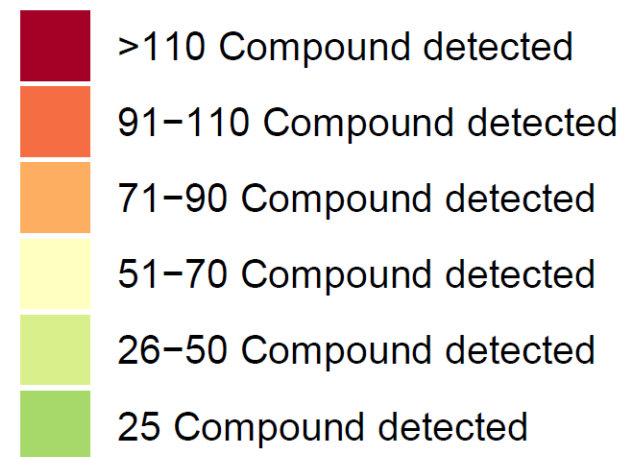 >110 Compound detected
91−110 Compound detected
71−90 Compound detected
51−70 Compound detected
26−50 Compound detected
25 Compound detected